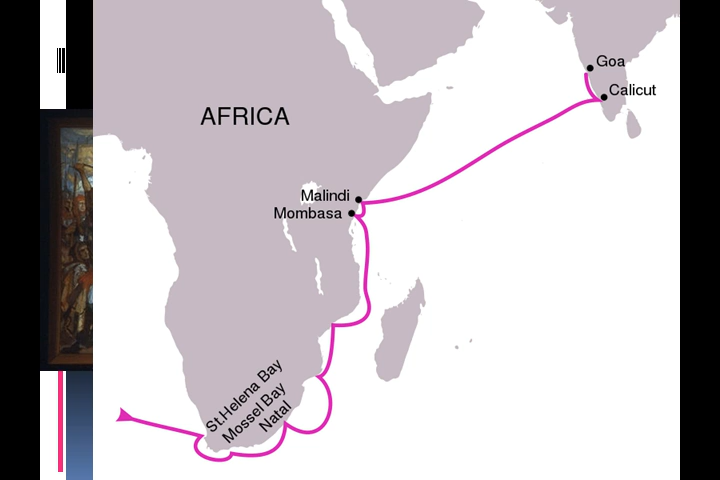 Goa
Calicut
AFRICA
Malindi
Mombasa
St.Helena Bay
Mossel Bay
Natal